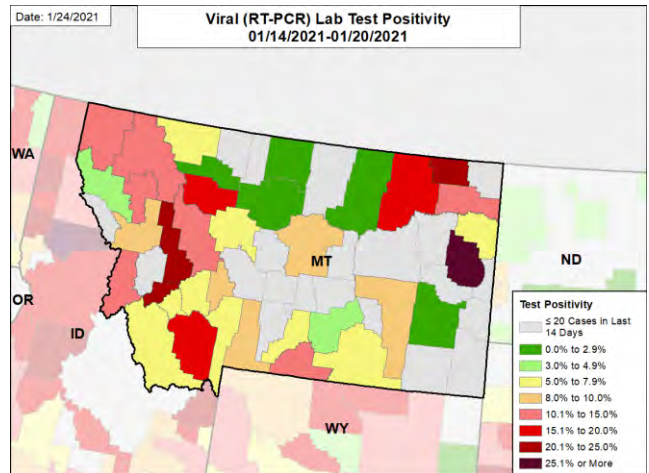 Date: 1/24/2021
Viral (RT-PCR) Lab Test Positivity
01/14/2021-01/20/2021
WA
MT
ND
OR
ID
WY
Test Positivity
≤ 20 Cases in Last
14 Days
0.0% to 2.9%
3.0% to 4.9%
5.0% to 7.9%
8.0% to 10.0%
10.1% to 15.0%
15.1% to 20.0%
20.1% to 25.0%
25.1% or More